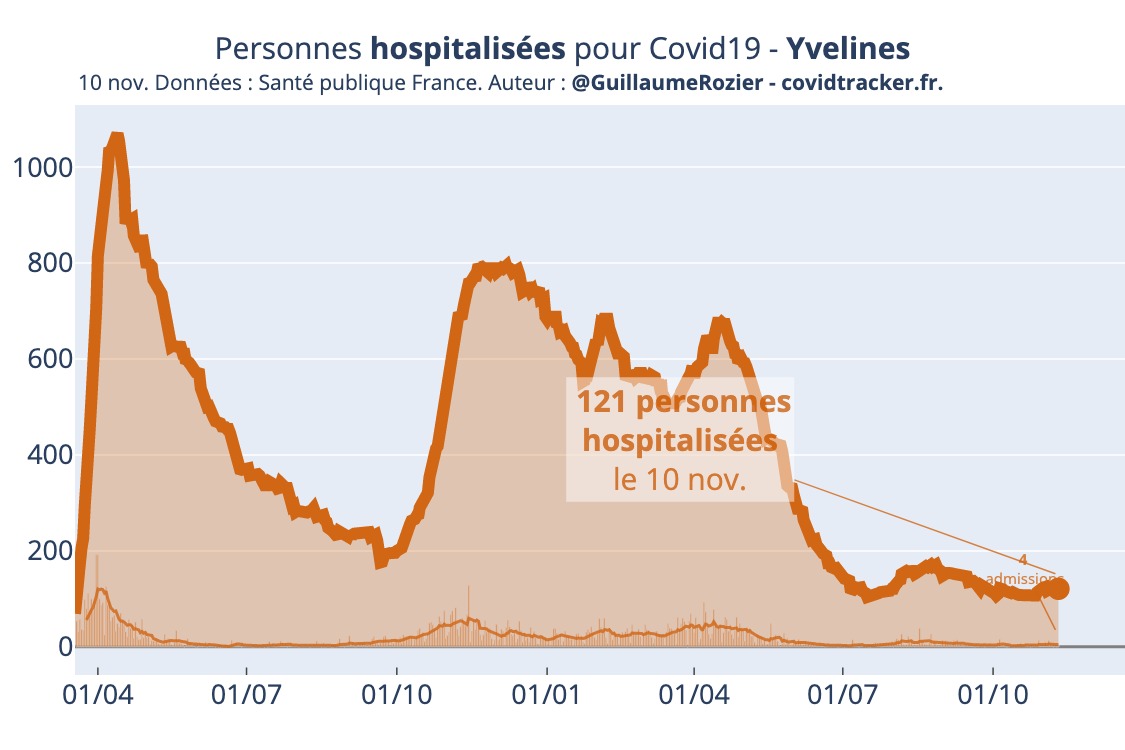 Personnes hospitalisées pour Covid19 - Yvelines
10 nov. Données : Santé publique France. Auteur : @GuillaumeRozier - covidtracker.fr.
1000
800
600
400
200
0
121 personnes
hospitalisées
le 10 nov.
4
admissions
01/04
01/07
01/10
01/01
01/04
01/07
01/10